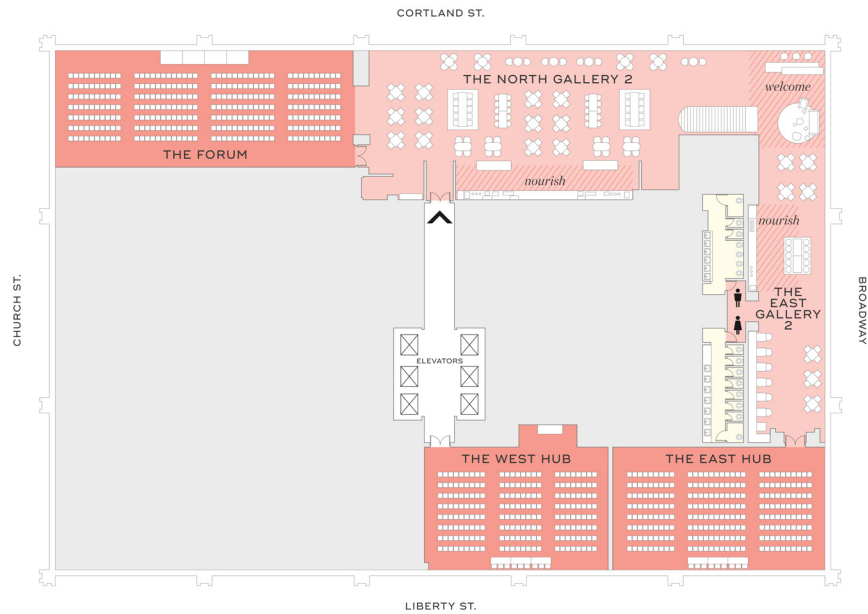 CORTLAND ST.
THE NORTH GALLERY 2
welcome
THE FORUM
nourish
nourish
CHURCH ST.
BROADWAY
THE
EAST
GALLERY
2
ELEVATORS
THE WEST HUB
THE EAST HUB
LIBERTY ST.